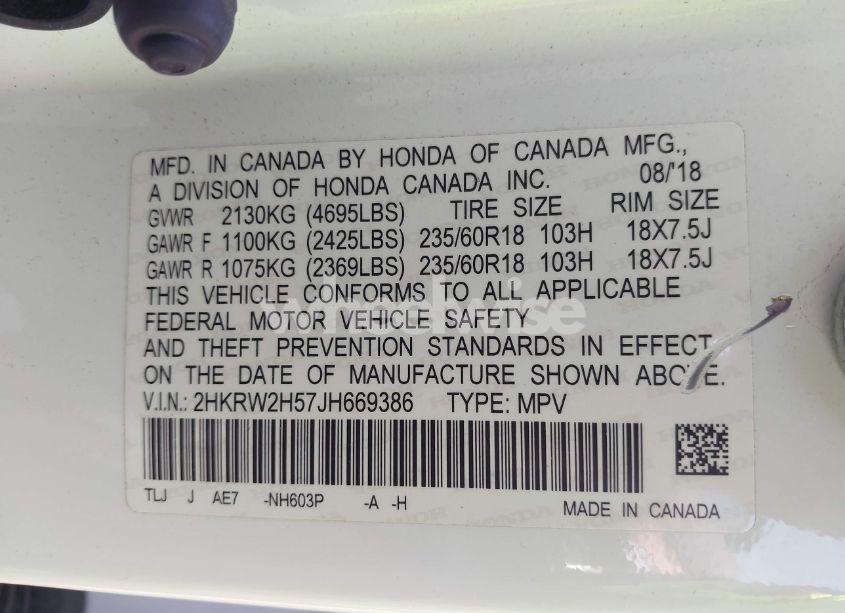 MFD. IN CANADA BY HONDA OF CANADA MFG.,
A DIVISION OF HONDA CANADA INC. 08/'18
GVWR 2130KG (4695LBS) TIRE SIZE RIM SIZE
GAWR F 1100KG (2425LBS) 235/60R18 103H 18X7.5J
GAWR R 1075KG (2369LBS) 235/60R18 103H 18X7.5J
THIS VEHICLE CONFORMS TO ALL APPLICABLE
FEDERAL MOTOR VEHICLE SAFETY
AND THEFT PREVENTION STANDARDS IN EFFECT
ON THE DATE OF MANUFACTURE SHOWN ABOVE.
V.I.N.: 2HKRW2H57JH669386 TYPE: MPV
TLJ J AE7 -NH603P -A -H
MADE IN CANADA